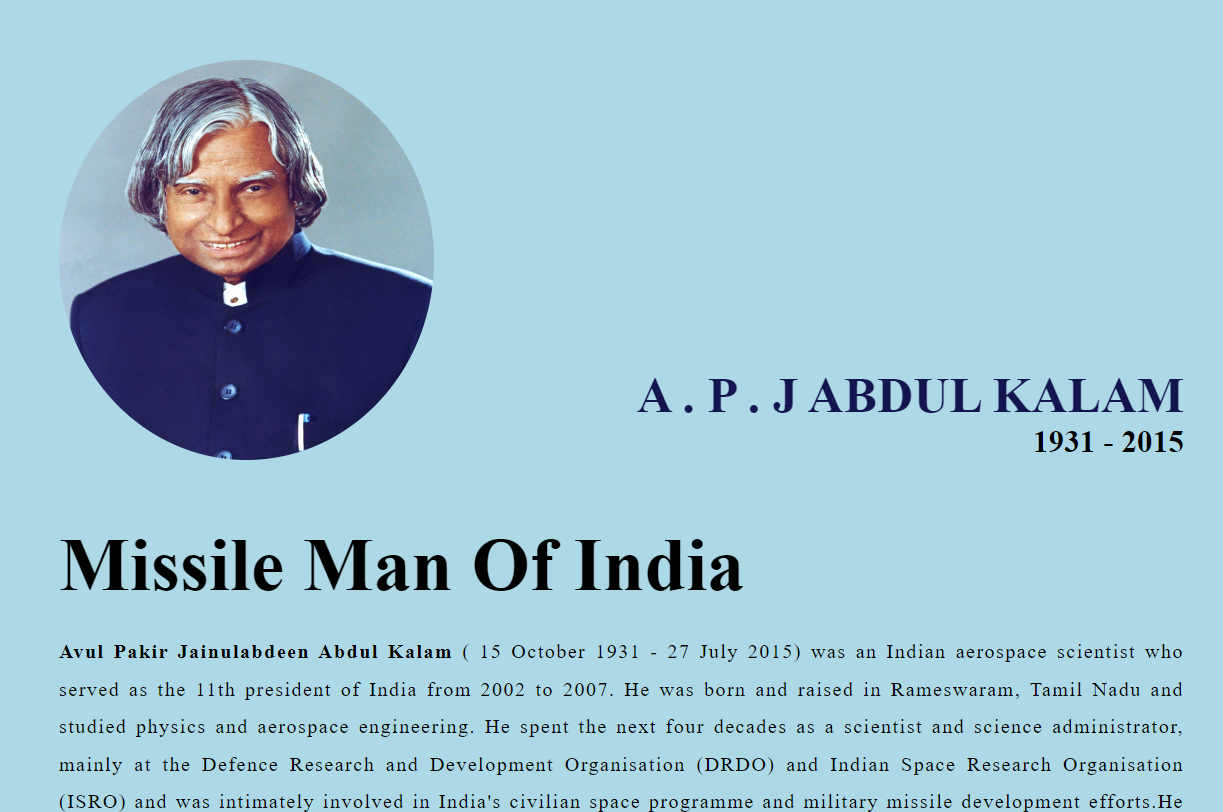 A . P . J ABDUL KALAM
1931 - 2015
Missile Man Of India
Avul Pakir Jainulabdeen Abdul Kalam ( 15 October 1931 - 27 July 2015) was an Indian aerospace scientist who
served as the 11th president of India from 2002 to 2007. He was born and raised in Rameswaram, Tamil Nadu and
studied physics and aerospace engineering. He spent the next four decades as a scientist and science administrator,
mainly at the Defence Research and Development Organisation (DRDO) and Indian Space Research Organisation
(ISRO) and was intimately involved in India's civilian space programme and military missile development efforts.He